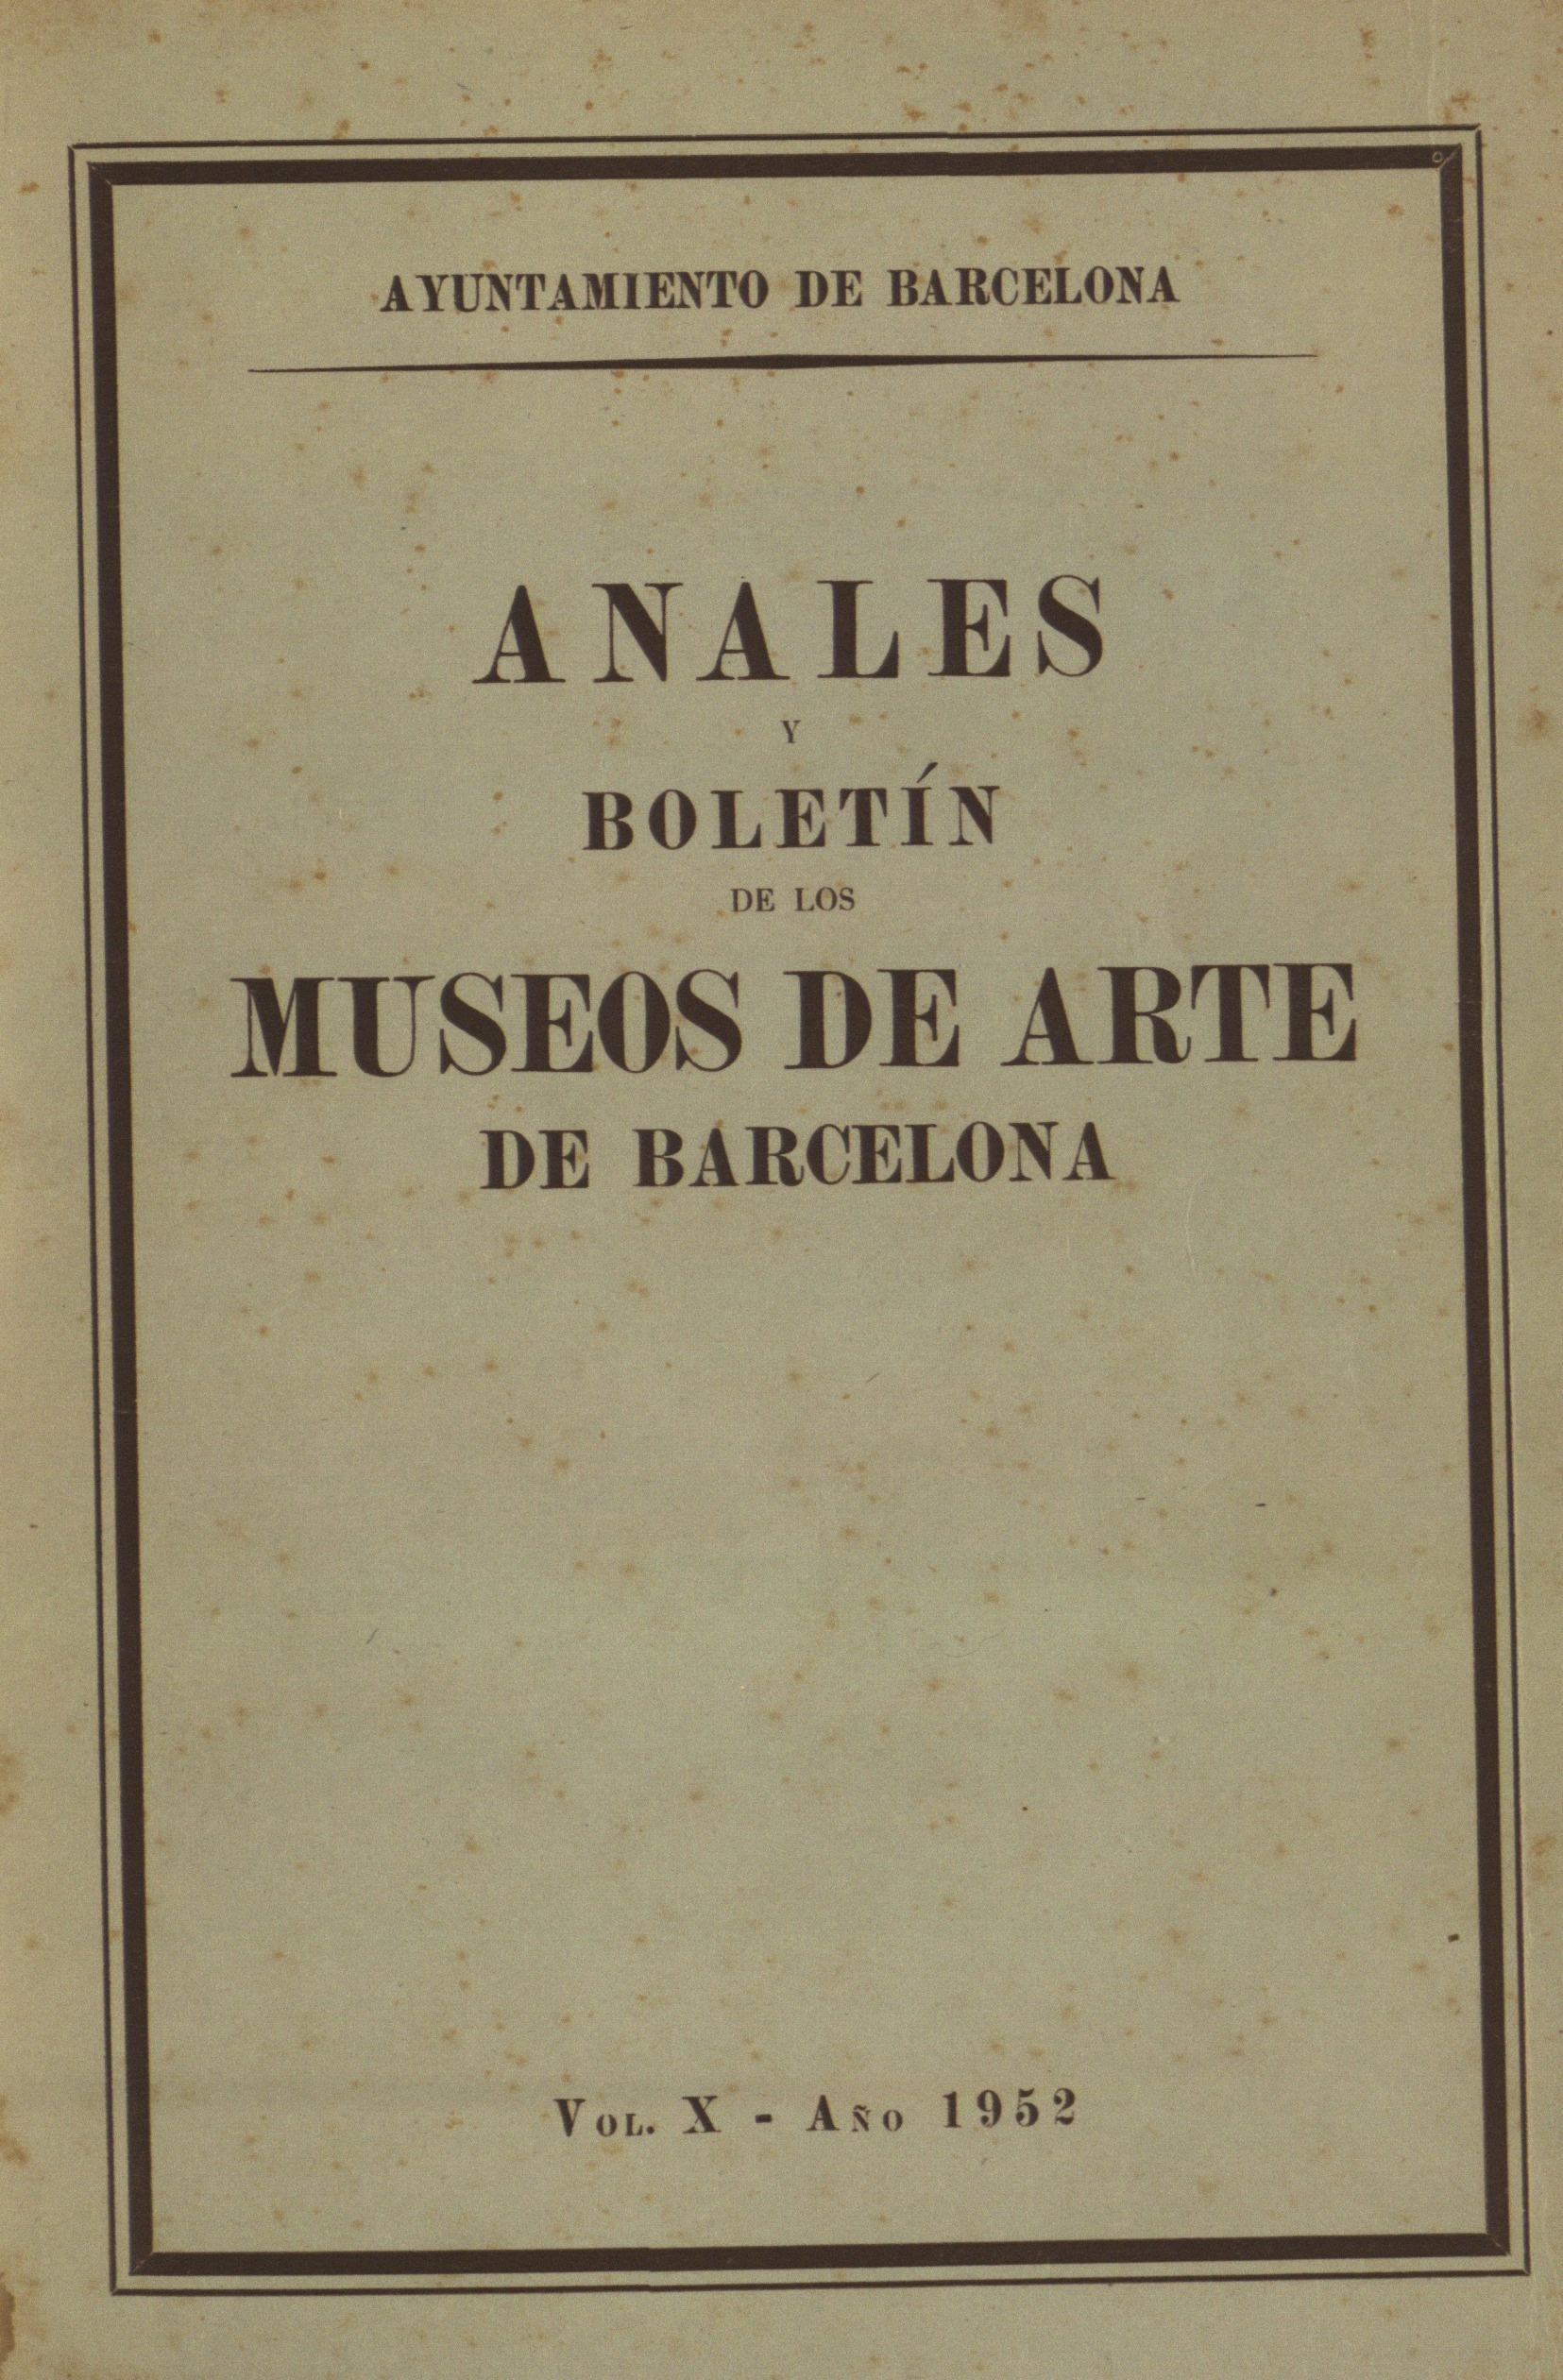 AYUNTAMIENTO DE BARCELONA
ANALES
Y
BOLETÍN
DE LOS
MUSEOS DE ARTE
DE BARCELONA
VOL. X - AÑO 1952